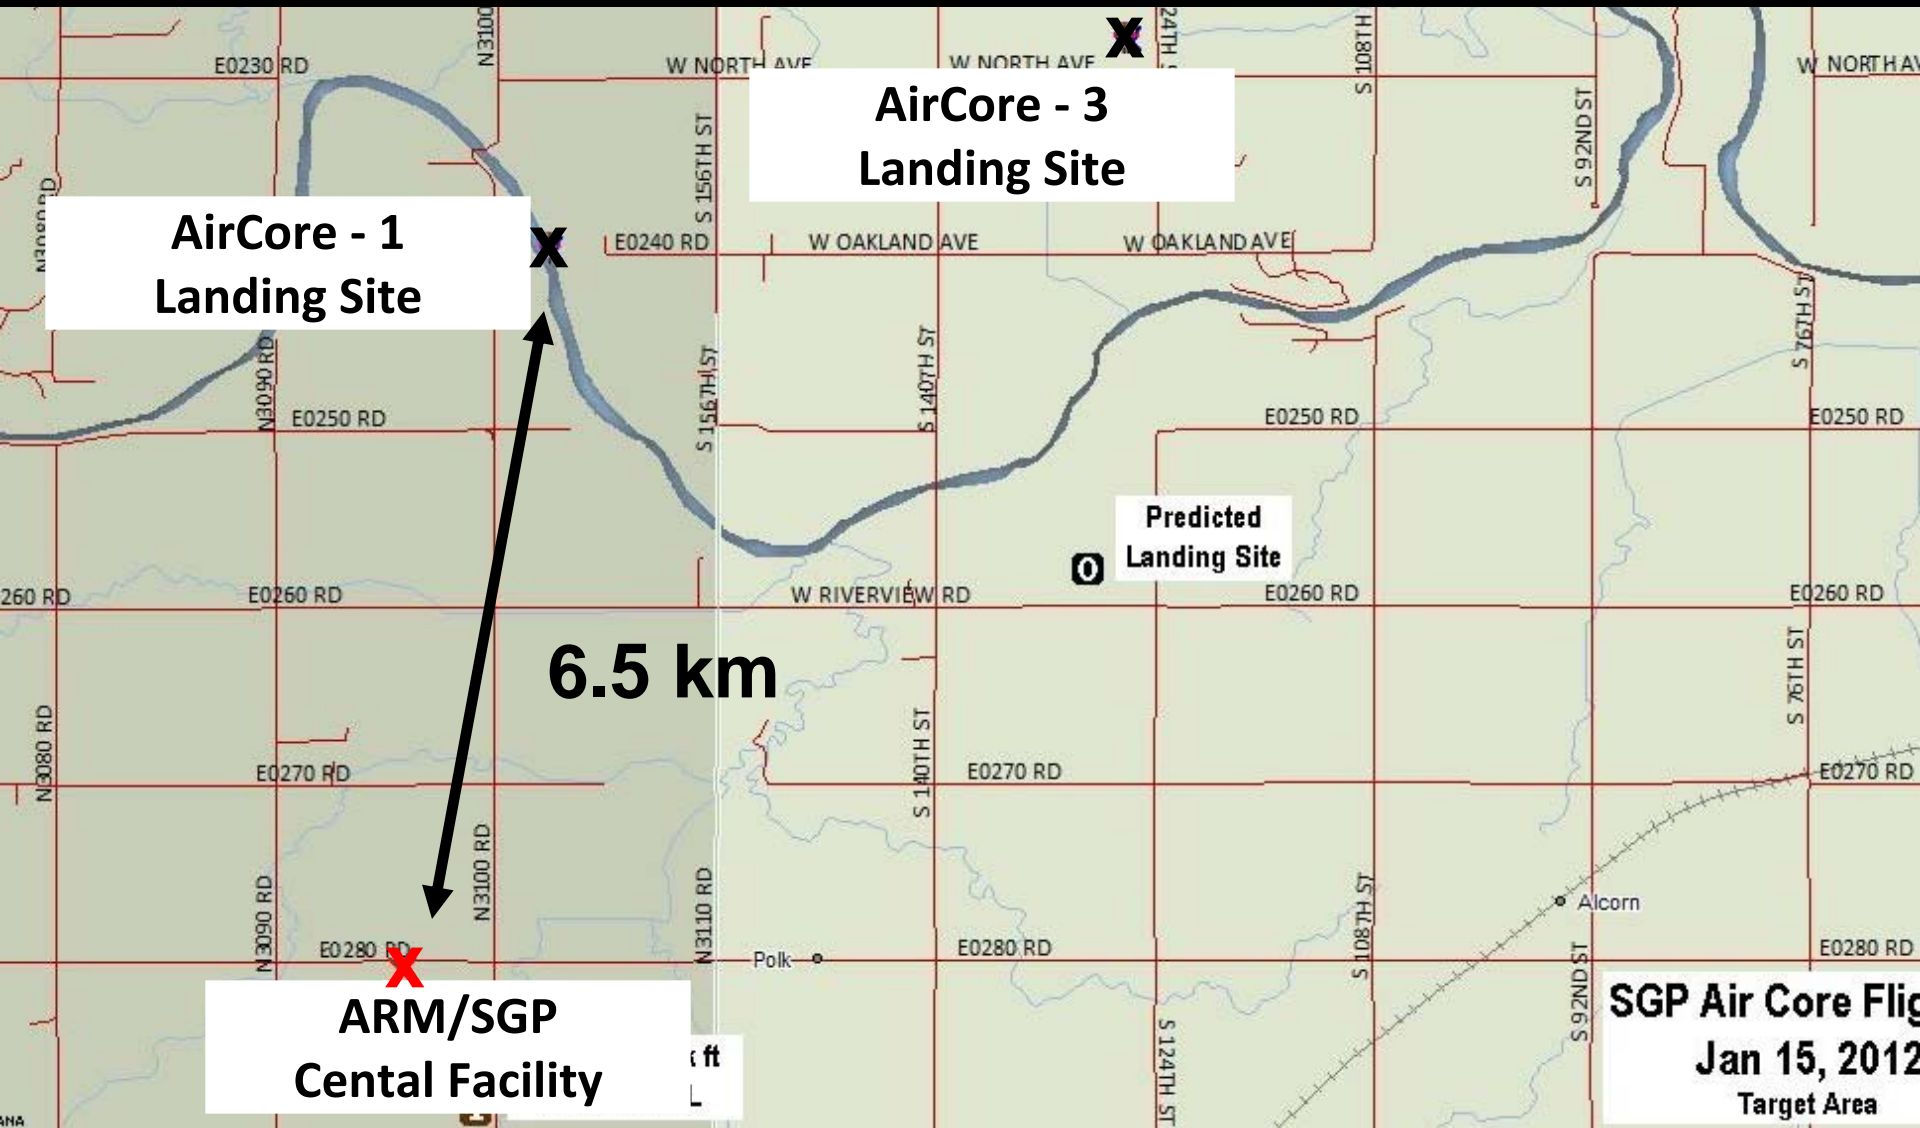 N3100
24TH S
S 108TH
E0230 RD
W NORTH AVE
W NORTH AVE
W NORTH AV
X
AirCore - 3
Landing Site
S 92ND ST
S 156TH ST
N3080 RD
AirCore - 1
Landing Site
X
E0240 RD
W OAKLAND AVE
W OAKLAND AVE
S 76TH ST
N3090 RD
S 156TH ST
S 140TH ST
E0250 RD
E0250 RD
E0250 RD
Predicted
Landing Site
O
260 RD
E0260 RD
W RIVERVIEW RD
E0260 RD
E0260 RD
6.5 km
S 76TH ST
N3080 RD
S 140TH ST
E0270 RD
E0270 RD
E0270 RD
N3100 RD
N3090 RD
N3110 RD
S 108TH ST
Alcorn
E0280 RD
X
Polk
E0280 RD
E0280 RD
S 92ND ST
ARM/SGP
Cental Facility
k ft
L
S 124TH ST
SGP Air Core Flig
Jan 15, 2012
Target Area
ANA